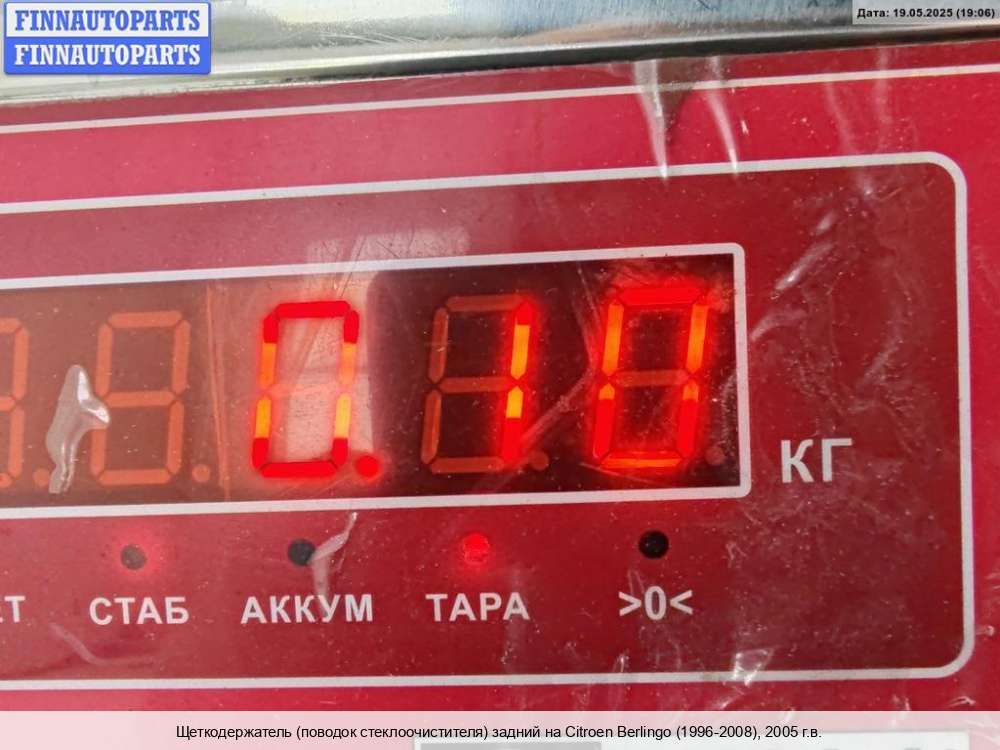 FINNAUTOPARTS
FINNAUTOPARTS
Дата: 19.05.2025 (19:06)
0.10
КГ
СТАБ АККУМ ТАРА >0<
Щеткодержатель (поводок стеклоочистителя) задний на Citroen Berlingo (1996-2008), 2005 г.в.